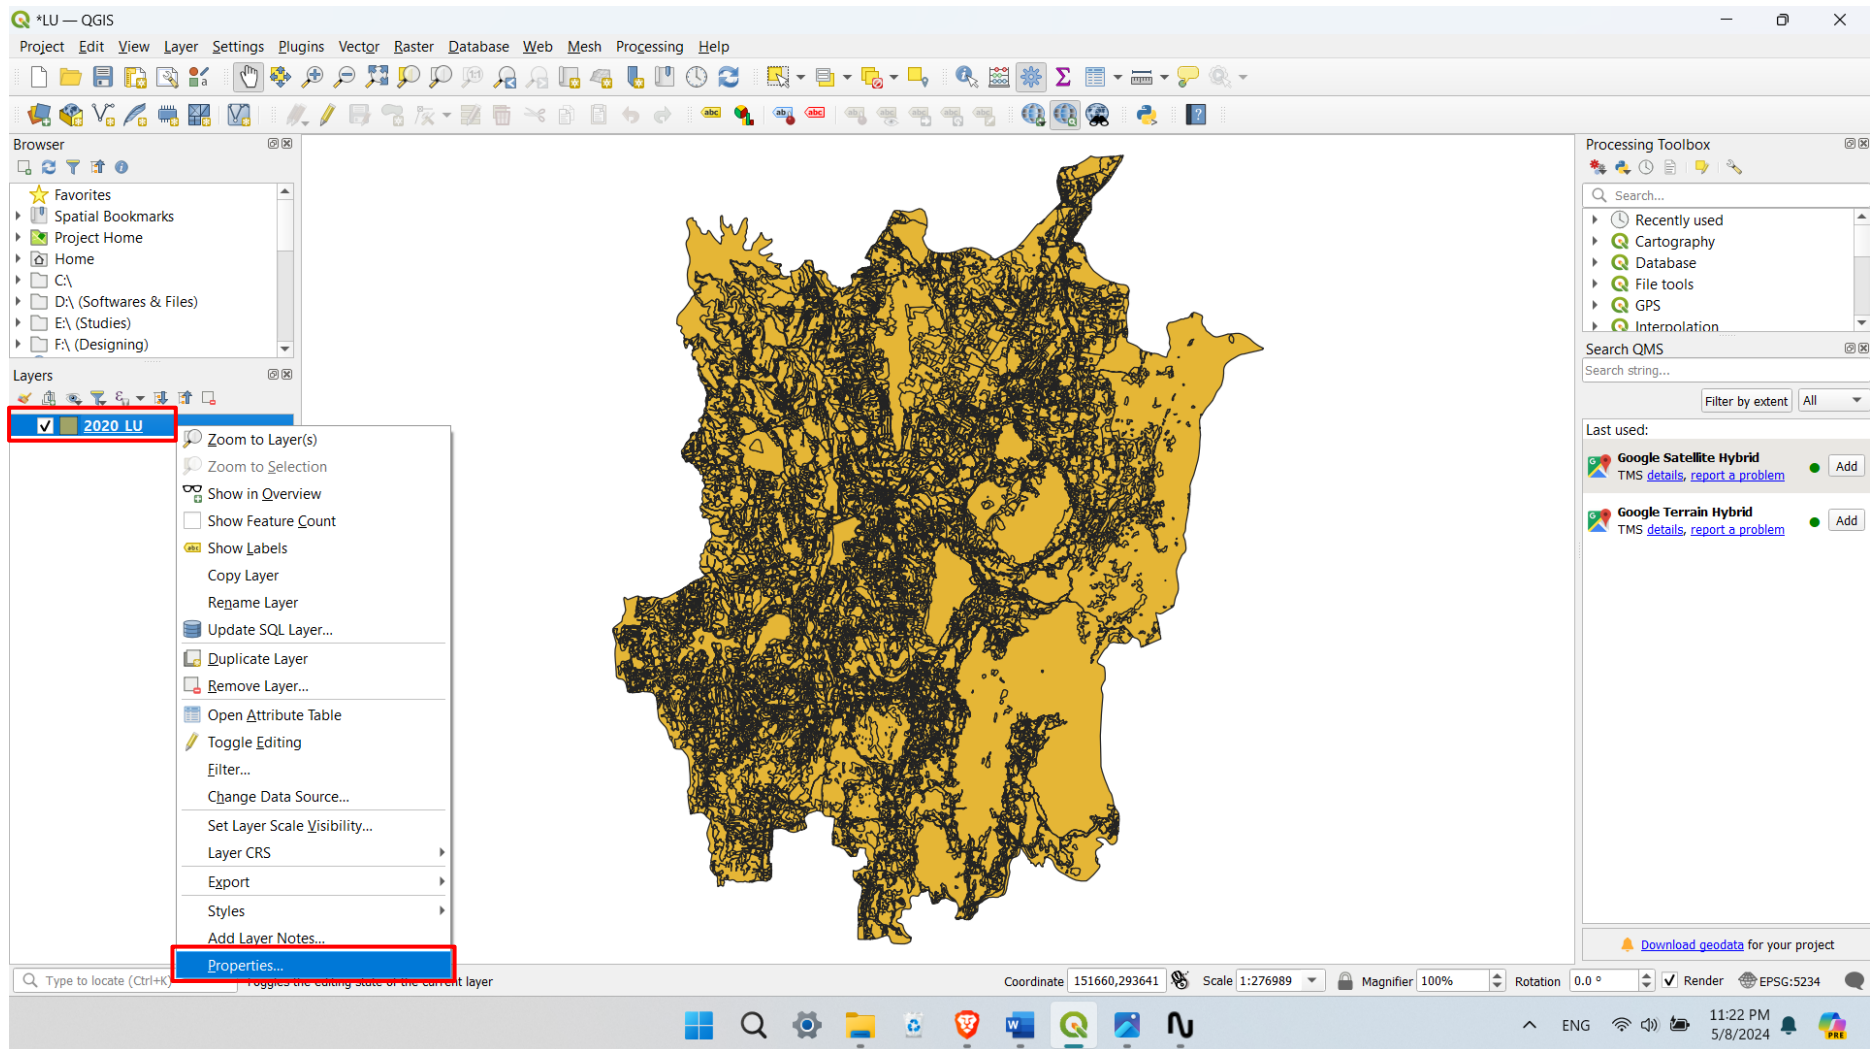 *LU — QGIS
Project Edit View Layer Settings Plugins Vector Raster Database Web Mesh Processing Help
Browser
Favorites
Spatial Bookmarks
Project Home
Home
C:\
D:\ (Softwares & Files)
E:\ (Studies)
F:\ (Designing)
Layers
2020_LU
Zoom to Layer(s)
Zoom to Selection
Show in Overview
Show Feature Count
Show Labels
Copy Layer
Rename Layer
Update SQL Layer...
Duplicate Layer
Remove Layer...
Open Attribute Table
Toggle Editing
Filter...
Change Data Source...
Set Layer Scale Visibility...
Layer CRS
Export
Styles
Add Layer Notes...
Properties...
Processing Toolbox
Search...
Recently used
Cartography
Database
File tools
GPS
Interpolation
Search QMS
Search string...
Filter by extent All
Last used:
Google Satellite Hybrid
TMS details, report a problem
Add
Google Terrain Hybrid
TMS details, report a problem
Add
Download geodata for your project
Type to locate (Ctrl+K) Toggles the editing state of the current layer Coordinate 151660,293641 Scale 1:276989 Magnifier 100% Rotation 0.0 ° Render EPSG:5234
ENG 11:22 PM
5/8/2024
PRE